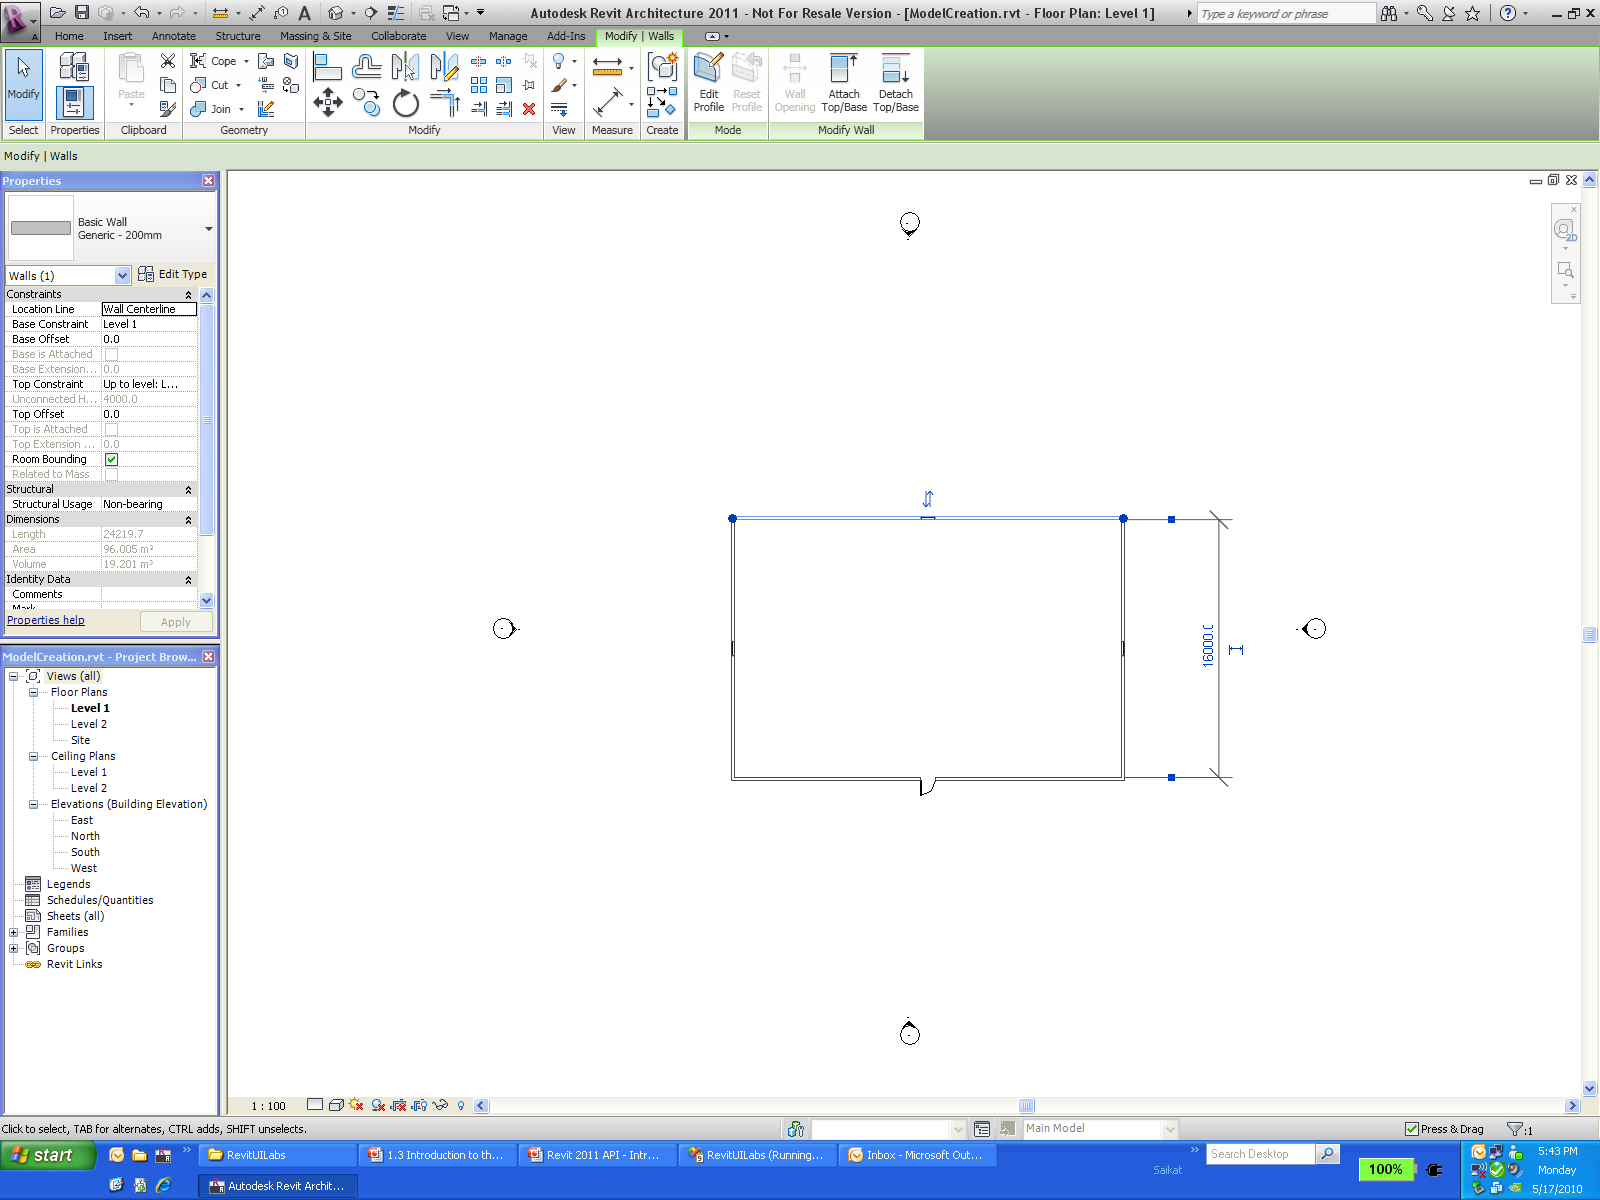 Autodesk Revit Architecture 2011 - Not For Resale Version - [ModelCreation.rvt - Floor Plan: Level 1]
Type a keyword or phrase
Home Insert Annotate Structure Massing & Site Collaborate View Manage Add-Ins Modify | Walls
Modify
Paste
Cope
Cut
Join
Edit Profile
Reset Profile
Wall Opening
Attach Top/Base
Detach Top/Base
Select Properties Clipboard Geometry Modify View Measure Create Mode Modify Wall
Modify | Walls
Properties
Basic Wall
Generic - 200mm
Walls (1) Edit Type
Constraints
Location Line Wall Centerline
Base Constraint Level 1
Base Offset 0.0
Base is Attached
Base Extension... 0.0
Top Constraint Up to level: L...
Unconnected H... 4000.0
Top Offset 0.0
Top is Attached
Top Extension ... 0.0
Room Bounding
Related to Mass
Structural
Structural Usage Non-bearing
Dimensions
Length 24219.7
Area 96.005 m²
Volume 19.201 m³
Identity Data
Comments
Mark
Properties help Apply
ModelCreation.rvt - Project Brow...
Views (all)
Floor Plans
Level 1
Level 2
Site
Ceiling Plans
Level 1
Level 2
Elevations (Building Elevation)
East
North
South
West
Legends
Schedules/Quantities
Sheets (all)
Families
Groups
Revit Links
2D
16000.0
1 : 100
Click to select, TAB for alternates, CTRL adds, SHIFT unselects.
Main Model
Press & Drag
:1
start
RevitUILabs
1.3 Introduction to th...
Revit 2011 API - Intr...
RevitUILabs (Running...
Inbox - Microsoft Out...
Autodesk Revit Archit...
Saikat
Search Desktop
100%
5:43 PM
Monday
5/17/2010